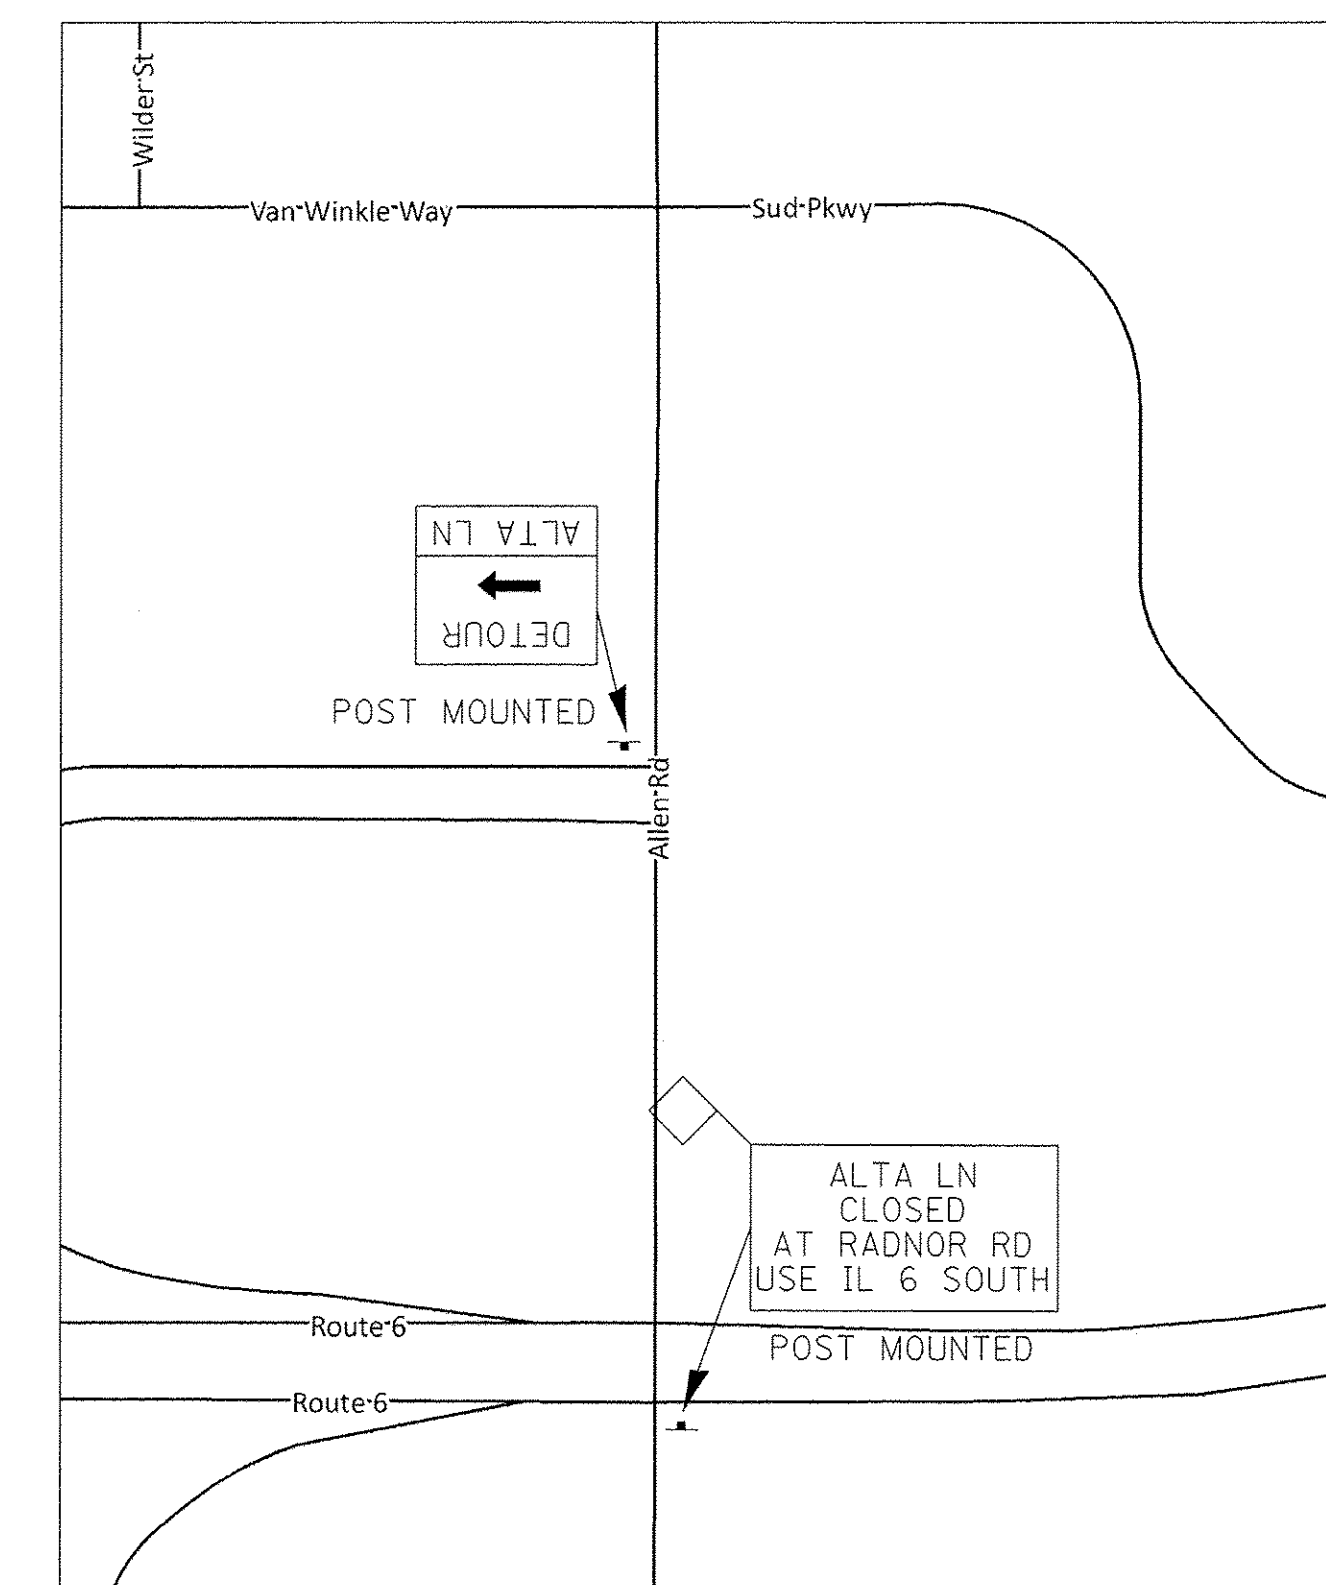 Wilder St
Van Winkle Way
Sud Pkwy
ALTA LN
DETOUR
POST MOUNTED
Allen Rd
ALTA LN
CLOSED
AT RADNOR RD
USE IL 6 SOUTH
Route 6
POST MOUNTED
Route 6